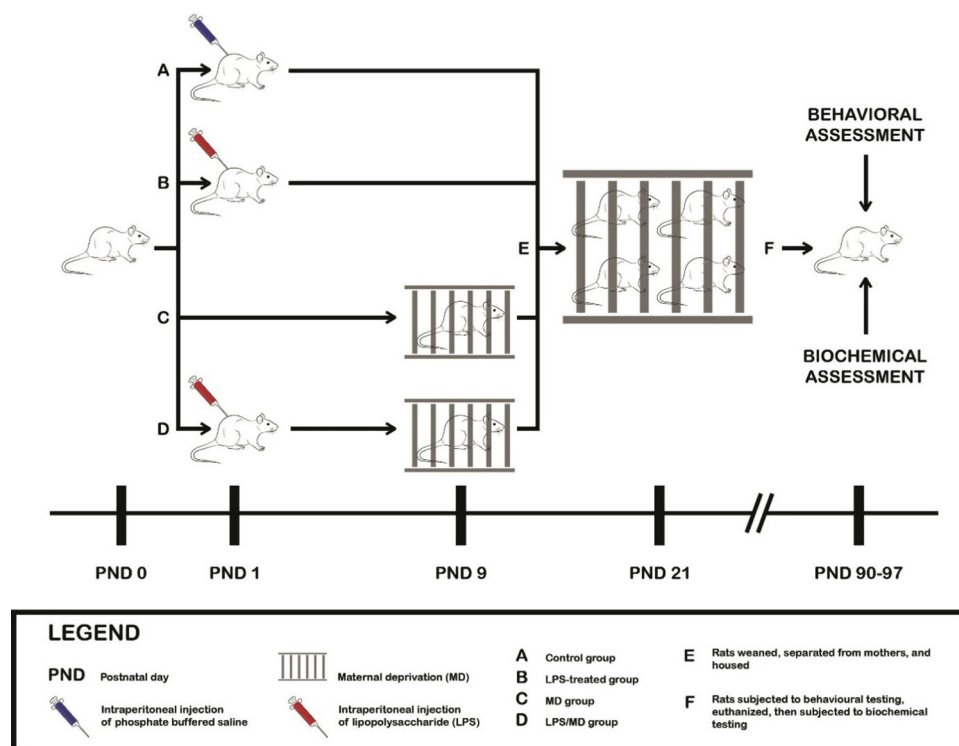 A
B
C
D
E
F
BEHAVIORAL
ASSESSMENT
BIOCHEMICAL
ASSESSMENT
PND 0
PND 1
PND 9
PND 21
PND 90-97
LEGEND
PND Postnatal day
Intraperitoneal injection
of phosphate buffered saline
Maternal deprivation (MD)
Intraperitoneal injection
of lipopolysaccharide (LPS)
A Control group
B LPS-treated group
C MD group
D LPS/MD group
E Rats weaned, separated from mothers, and
housed
F Rats subjected to behavioural testing,
euthanized, then subjected to biochemical
testing